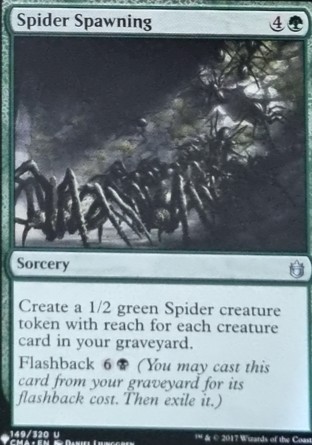 Spider Spawning 4
Sorcery
Create a 1/2 green Spider creature
token with reach for each creature
card in your graveyard.
Flashback 6 (You may cast this
card from your graveyard for its
flashback cost. Then exile it.)
149/320 U
CMA • EN Daniel Ljunggren
™ & © 2017 Wizards of the Coast